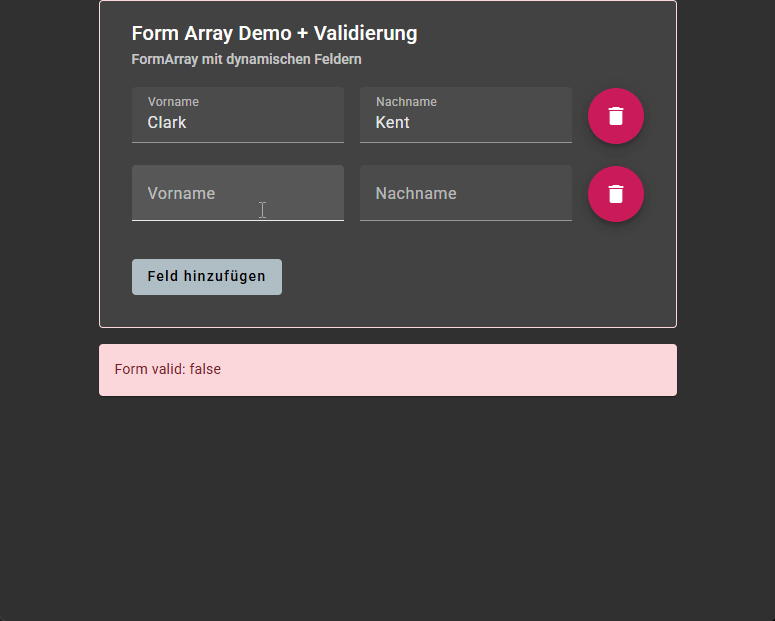 Form Array Demo + Validierung
FormArray mit dynamischen Feldern
Vorname Nachname
Clark Kent
Vorname Nachname
Feld hinzufügen
Form valid: false